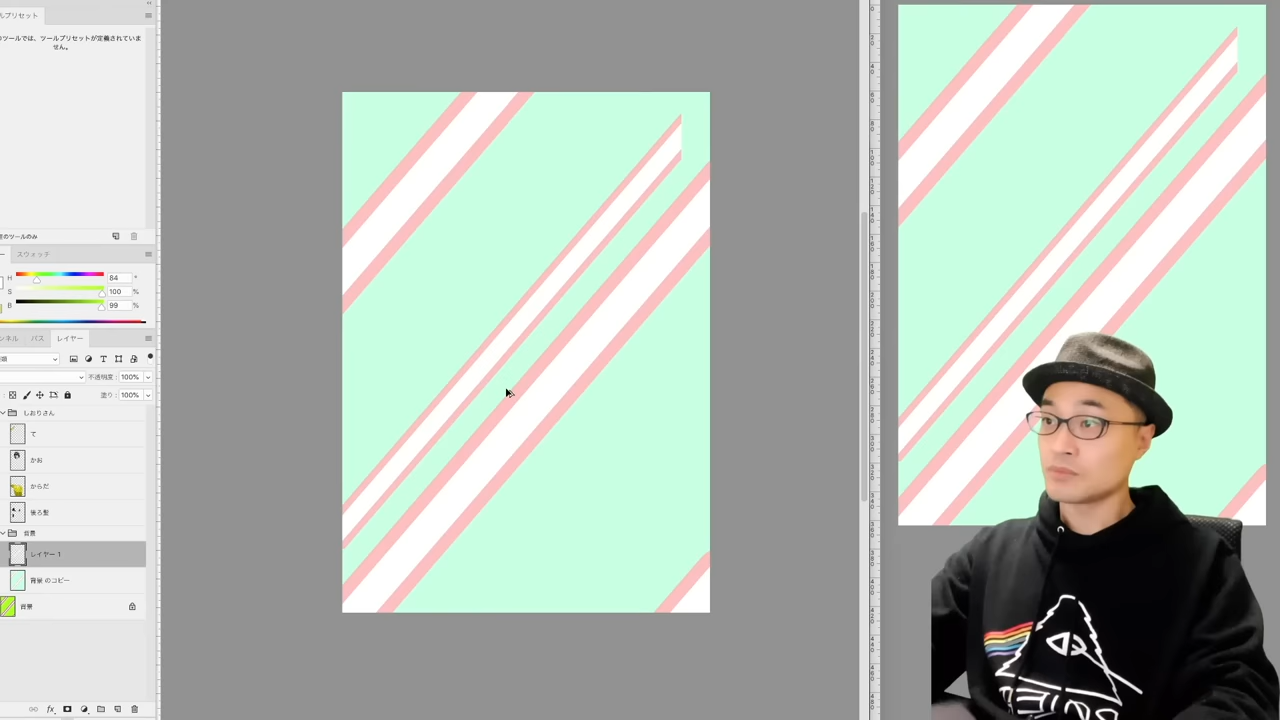 ルプリセット
のツールでは、ツールプリセットが定義されていま
せん。
在のツールのみ
スウォッチ
H 84 °
S 100 %
B 99 %
ンネル パス レイヤー
不透明度: 100%
塗り: 100%
しおりさん
て
かお
からだ
後ろ髪
背景
レイヤー 1
背景 のコピー
背景
fx